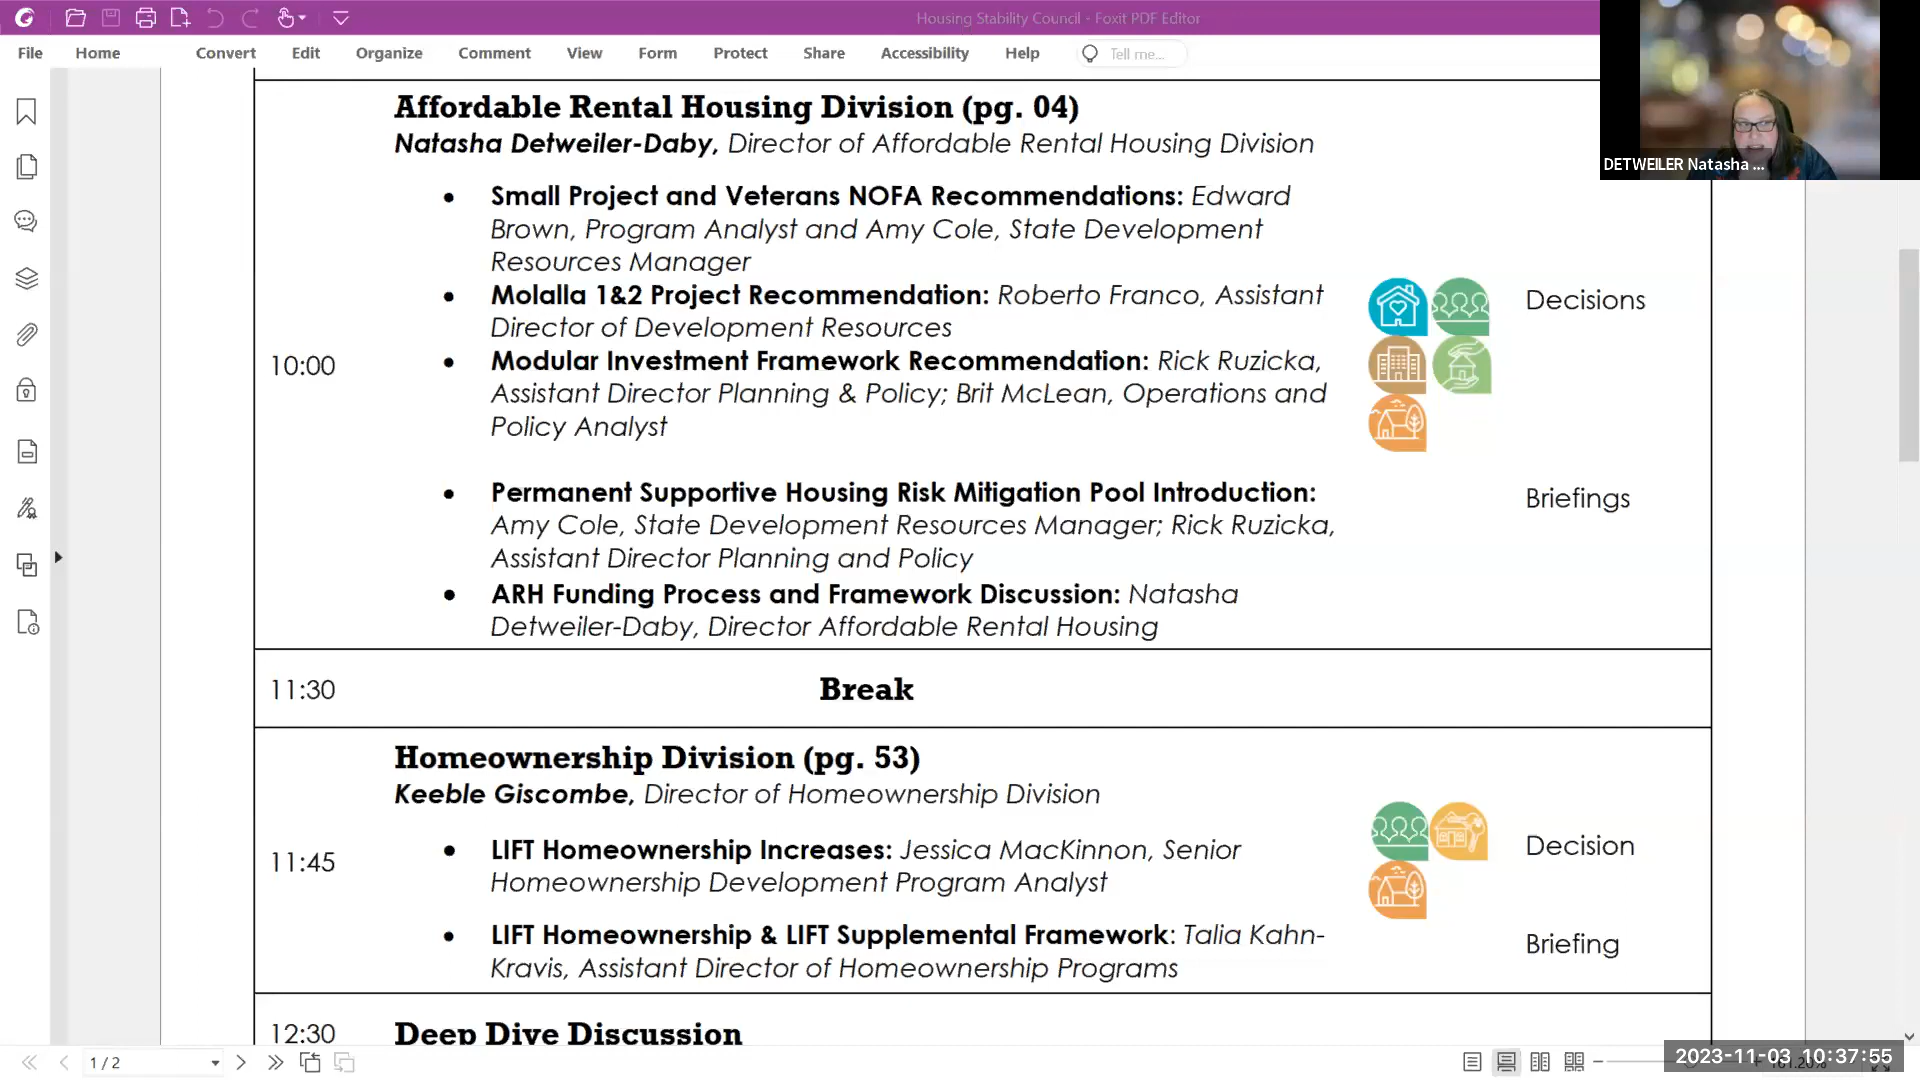 Housing Stability Council - Foxit PDF Editor
File Home Convert Edit Organize Comment View Form Protect Share Accessibility Help Tell me...
DETWEILER Natasha ...
Affordable Rental Housing Division (pg. 04)
Natasha Detweiler-Daby, Director of Affordable Rental Housing Division
10:00
• Small Project and Veterans NOFA Recommendations: Edward
Brown, Program Analyst and Amy Cole, State Development
Resources Manager
• Molalla 1&2 Project Recommendation: Roberto Franco, Assistant
Director of Development Resources
• Modular Investment Framework Recommendation: Rick Ruzicka,
Assistant Director Planning & Policy; Brit McLean, Operations and
Policy Analyst
Decisions
• Permanent Supportive Housing Risk Mitigation Pool Introduction:
Amy Cole, State Development Resources Manager; Rick Ruzicka,
Assistant Director Planning and Policy
• ARH Funding Process and Framework Discussion: Natasha
Detweiler-Daby, Director Affordable Rental Housing
Briefings
11:30 Break
Homeownership Division (pg. 53)
Keeble Giscombe, Director of Homeownership Division
11:45
• LIFT Homeownership Increases: Jessica MacKinnon, Senior
Homeownership Development Program Analyst
Decision
• LIFT Homeownership & LIFT Supplemental Framework: Talia Kahn-
Kravis, Assistant Director of Homeownership Programs
Briefing
12:30 Deep Dive Discussion
1 / 2
2023-11-03 10:37:55